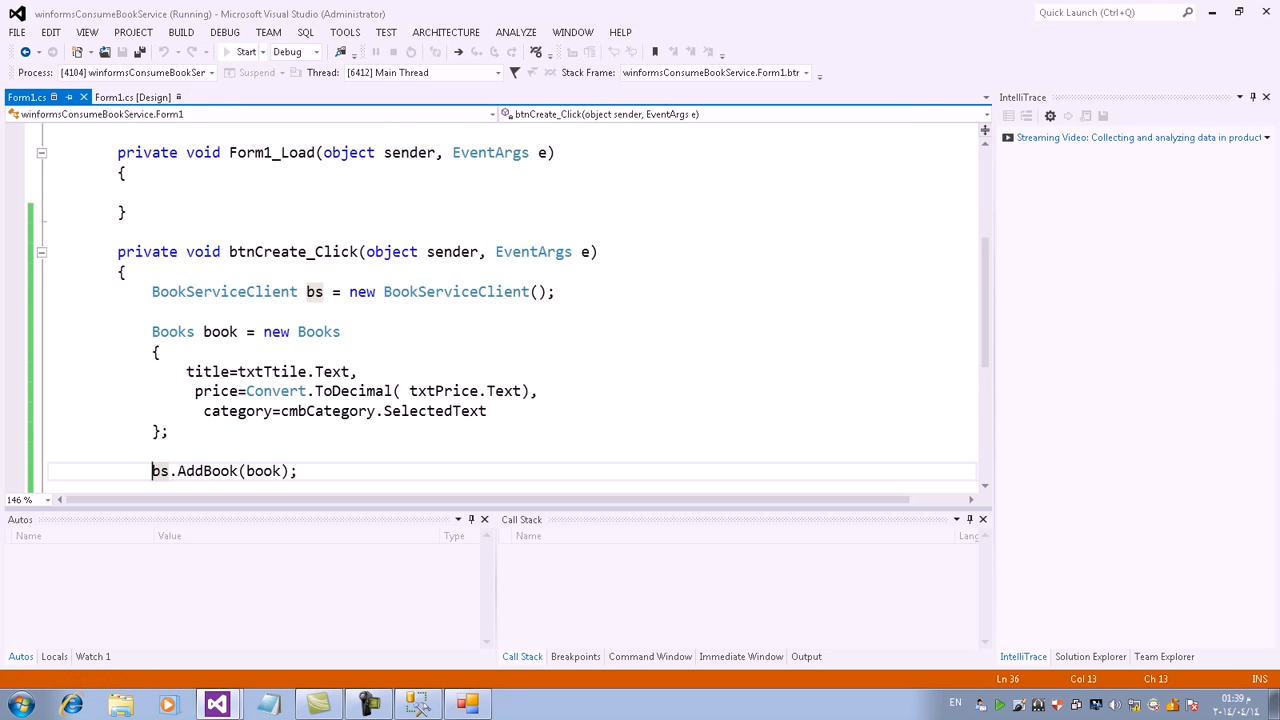 winformsConsumeBookService (Running) - Microsoft Visual Studio (Administrator)
Quick Launch (Ctrl+Q)
FILE EDIT VIEW PROJECT BUILD DEBUG TEAM SQL TOOLS TEST ARCHITECTURE ANALYZE WINDOW HELP
Start Debug
Process: [4104] winformsConsumeBookSer Suspend Thread: [6412] Main Thread Stack Frame: winformsConsumeBookService.Form1.btr
Form1.cs Form1.cs [Design]
IntelliTrace
winformsConsumeBookService.Form1 btnCreate_Click(object sender, EventArgs e)
Streaming Video: Collecting and analyzing data in product
private void Form1_Load(object sender, EventArgs e)
{
}
private void btnCreate_Click(object sender, EventArgs e)
{
BookServiceClient bs = new BookServiceClient();
Books book = new Books
{
title=txtTtile.Text,
price=Convert.ToDecimal( txtPrice.Text),
category=cmbCategory.SelectedText
};
bs.AddBook(book);
146 %
Autos Call Stack
Name Value Type Name Lang
Autos Locals Watch 1 Call Stack Breakpoints Command Window Immediate Window Output IntelliTrace Solution Explorer Team Explorer
Ln 36 Col 13 Ch 13 INS
EN 01:39 م
٢٠١٤/٠٤/١٤